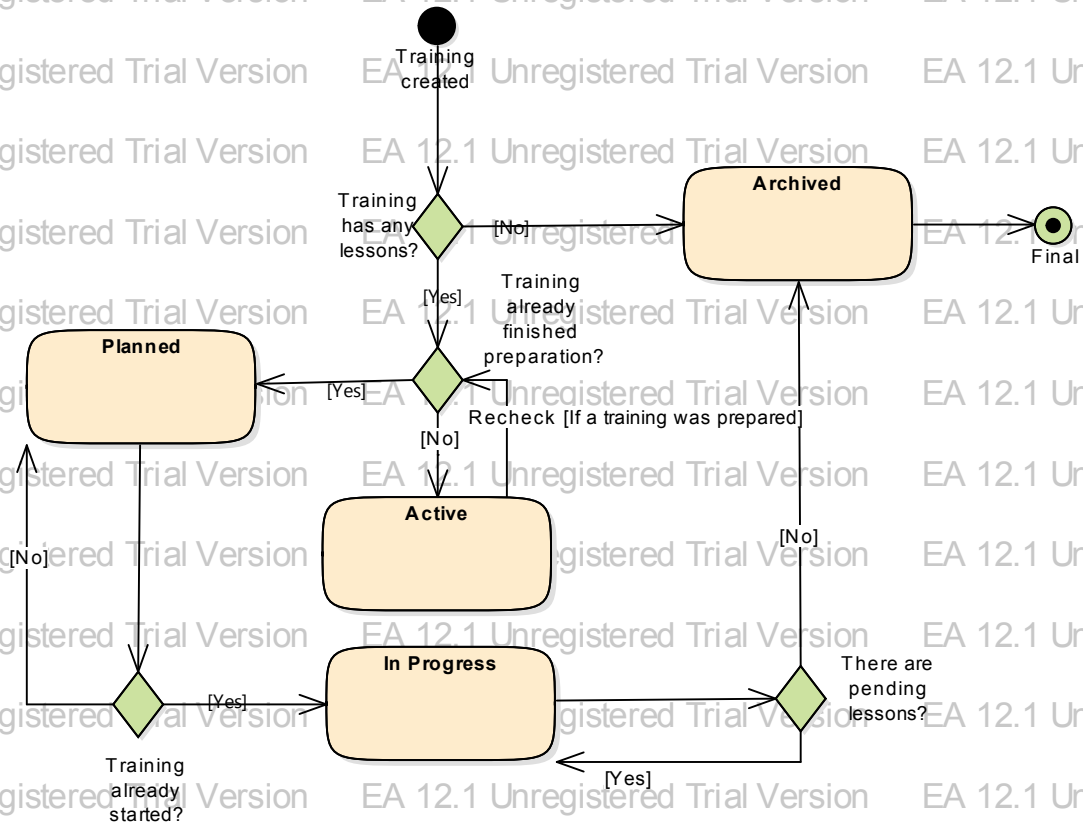 Training
created
Training
has any
lessons?
[No]
Archived
Final
[Yes]
Training
already
finished
preparation?
Planned
[Yes]
Recheck [If a training was prepared]
[No]
Active
[No]
[No]
In Progress
[Yes]
There are
pending
lessons?
[Yes]
Training
already
started?
EA 12.1 Unregistered Trial Version